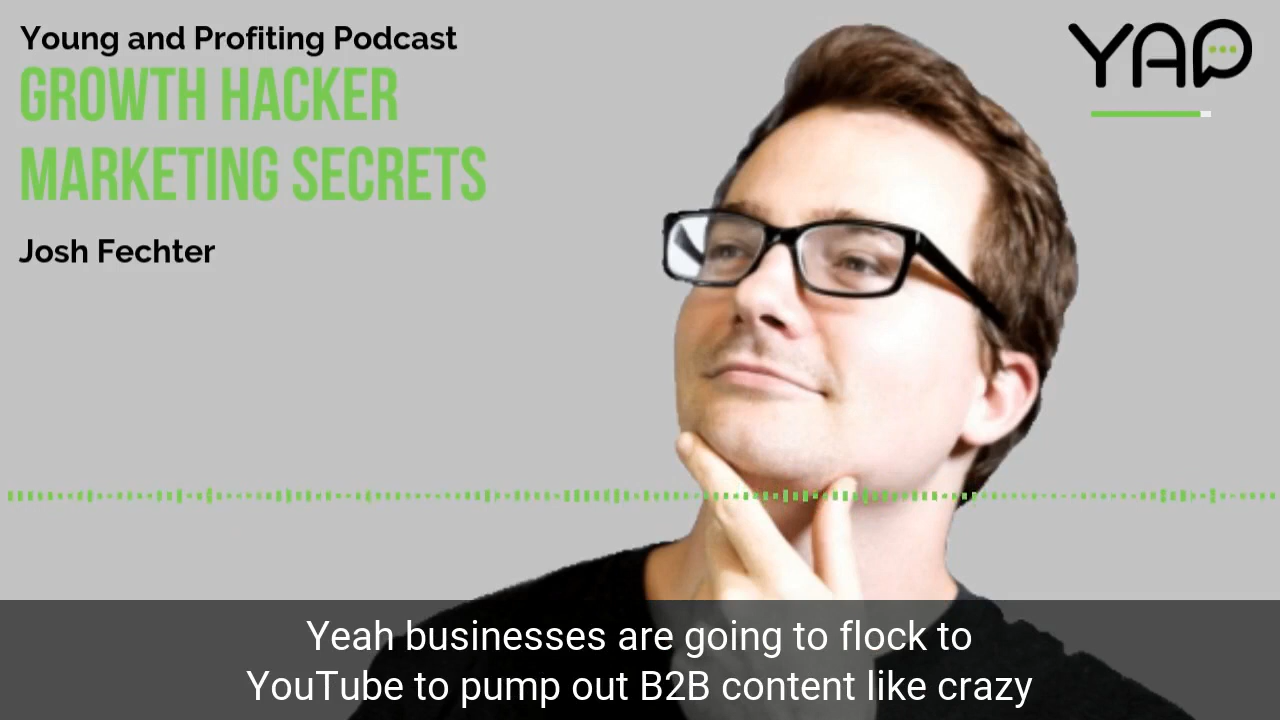 Young and Profiting Podcast
YAP
GROWTH HACKER
MARKETING SECRETS
Josh Fechter
Yeah businesses are going to flock to
YouTube to pump out B2B content like crazy